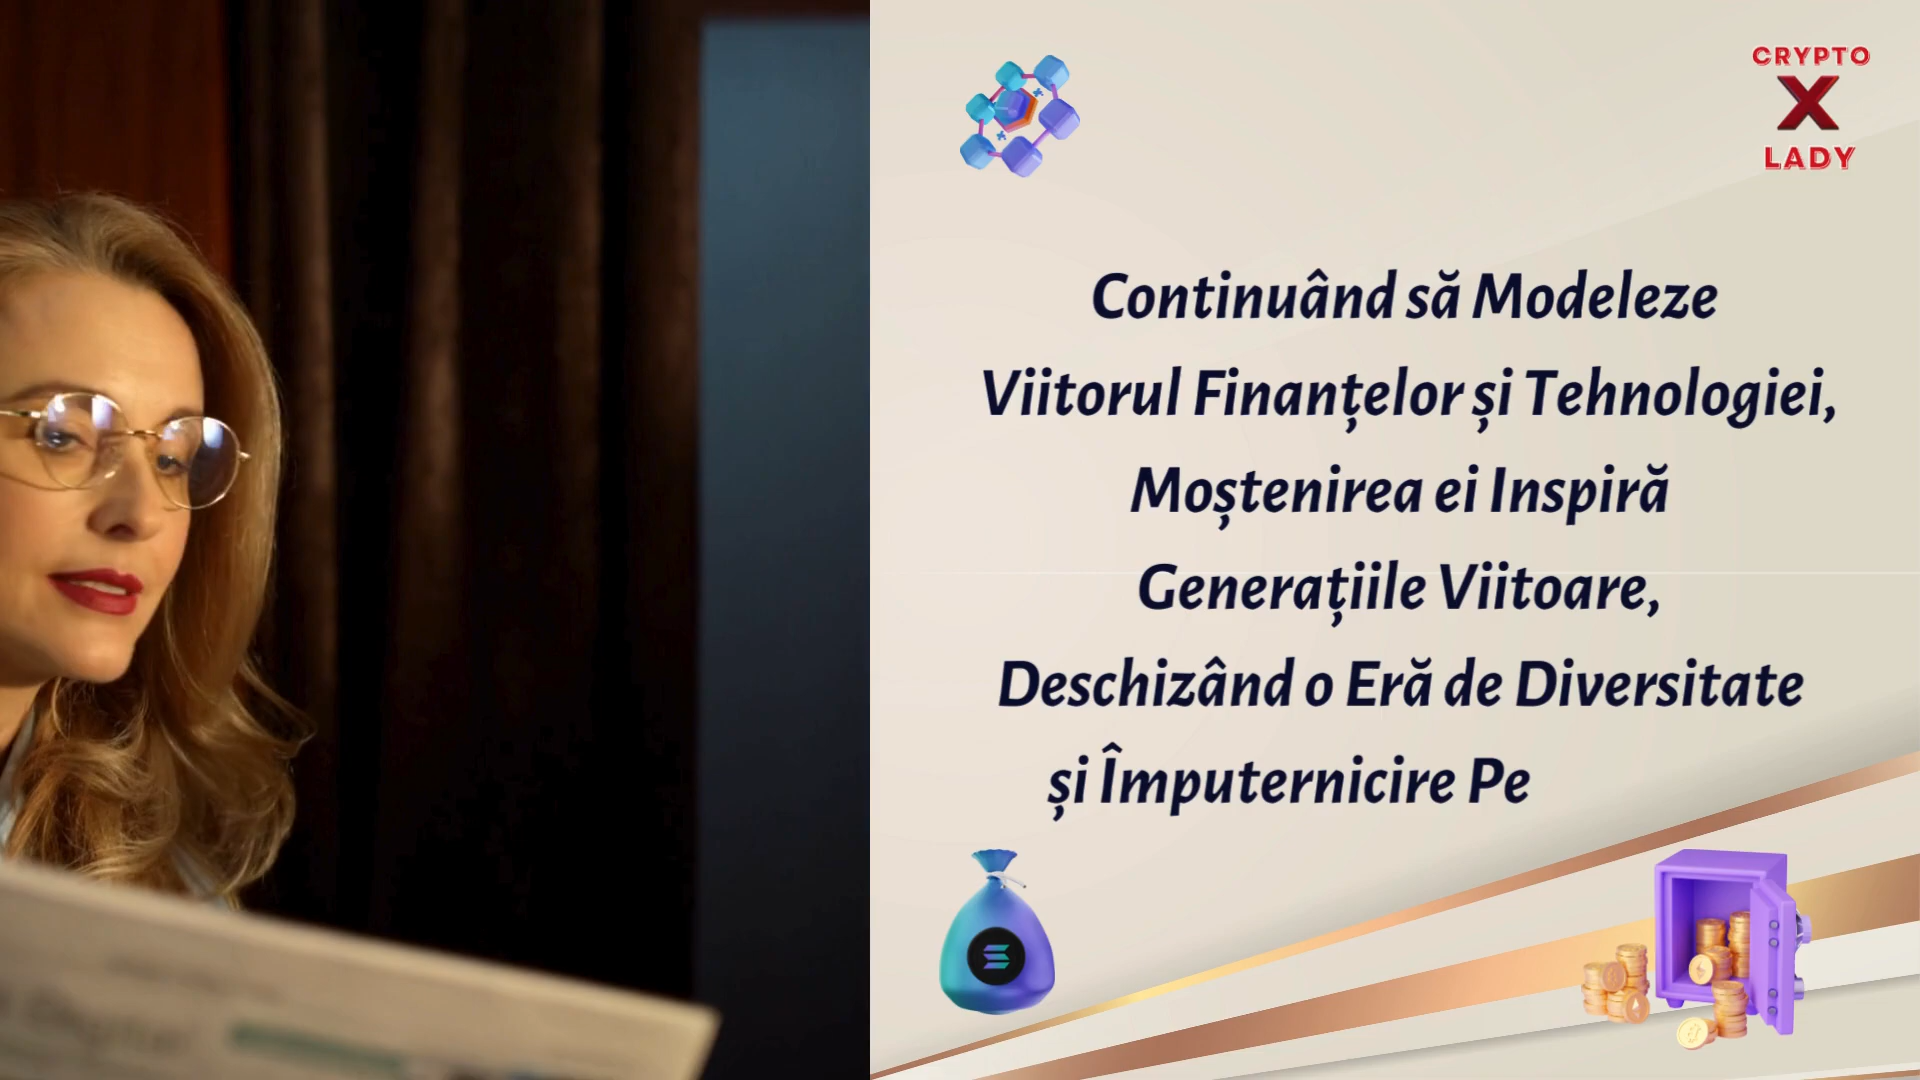 CRYPTO
X
LADY
Continuând să Modeleze
Viitorul Finanțelor și Tehnologiei,
Moștenirea ei Inspiră
Generațiile Viitoare,
Deschizând o Eră de Diversitate
și Împuternicire Pe